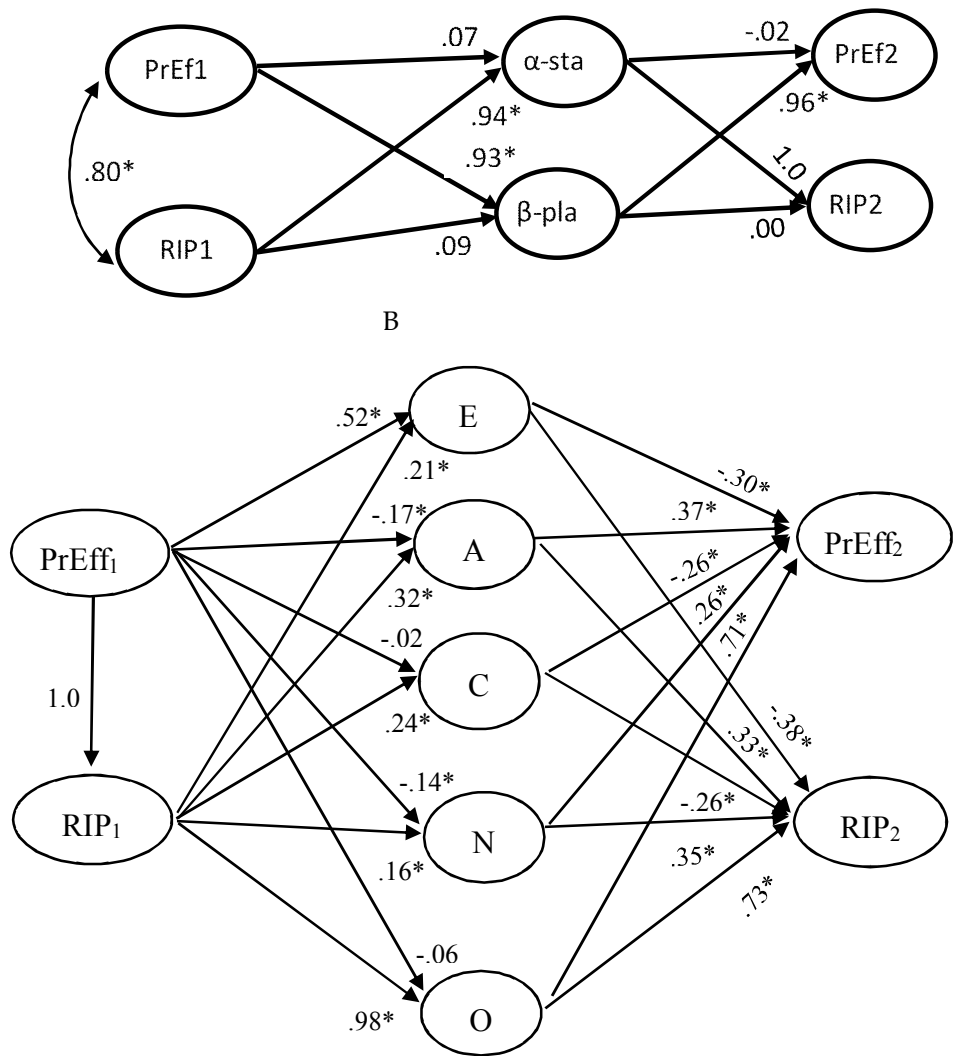 .07
-.02
PrEf1
α-sta
PrEf2
.94*
.96*
.80*
.93*
1.0
RIP1
β-pla
RIP2
.09
.00
B
E
.52*
.21*
-.30*
-.17*
.37*
PrEff₁
A
PrEff₂
-.26*
.32*
.26*
-.02
.71*
C
1.0
.24*
-.38*
.33*
-.14*
-.26*
RIP₁
N
RIP₂
.16*
.35*
.73*
-.06
.98*
O